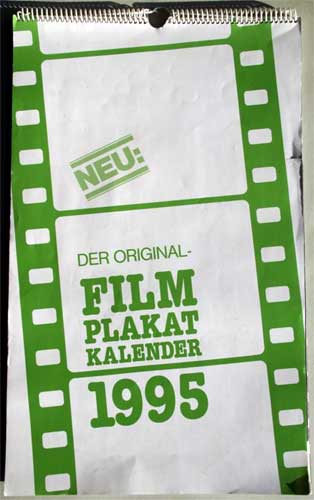 NEU:
DER ORIGINAL-
FILM
PLAKAT
KALENDER
1995